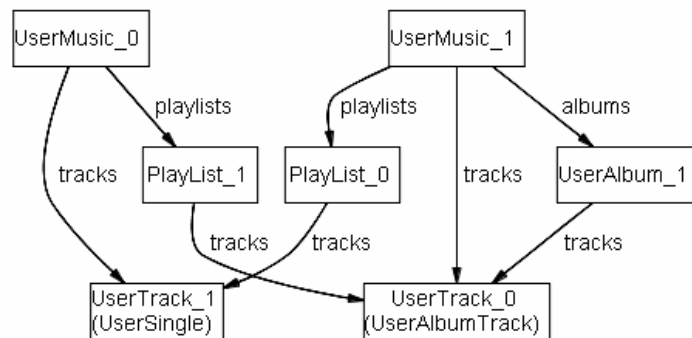 UserMusic_0
UserMusic_1
playlists
playlists
albums
tracks
PlayList_1
PlayList_0
tracks
UserAlbum_1
tracks
tracks
tracks
UserTrack_1
(UserSingle)
UserTrack_0
(UserAlbumTrack)